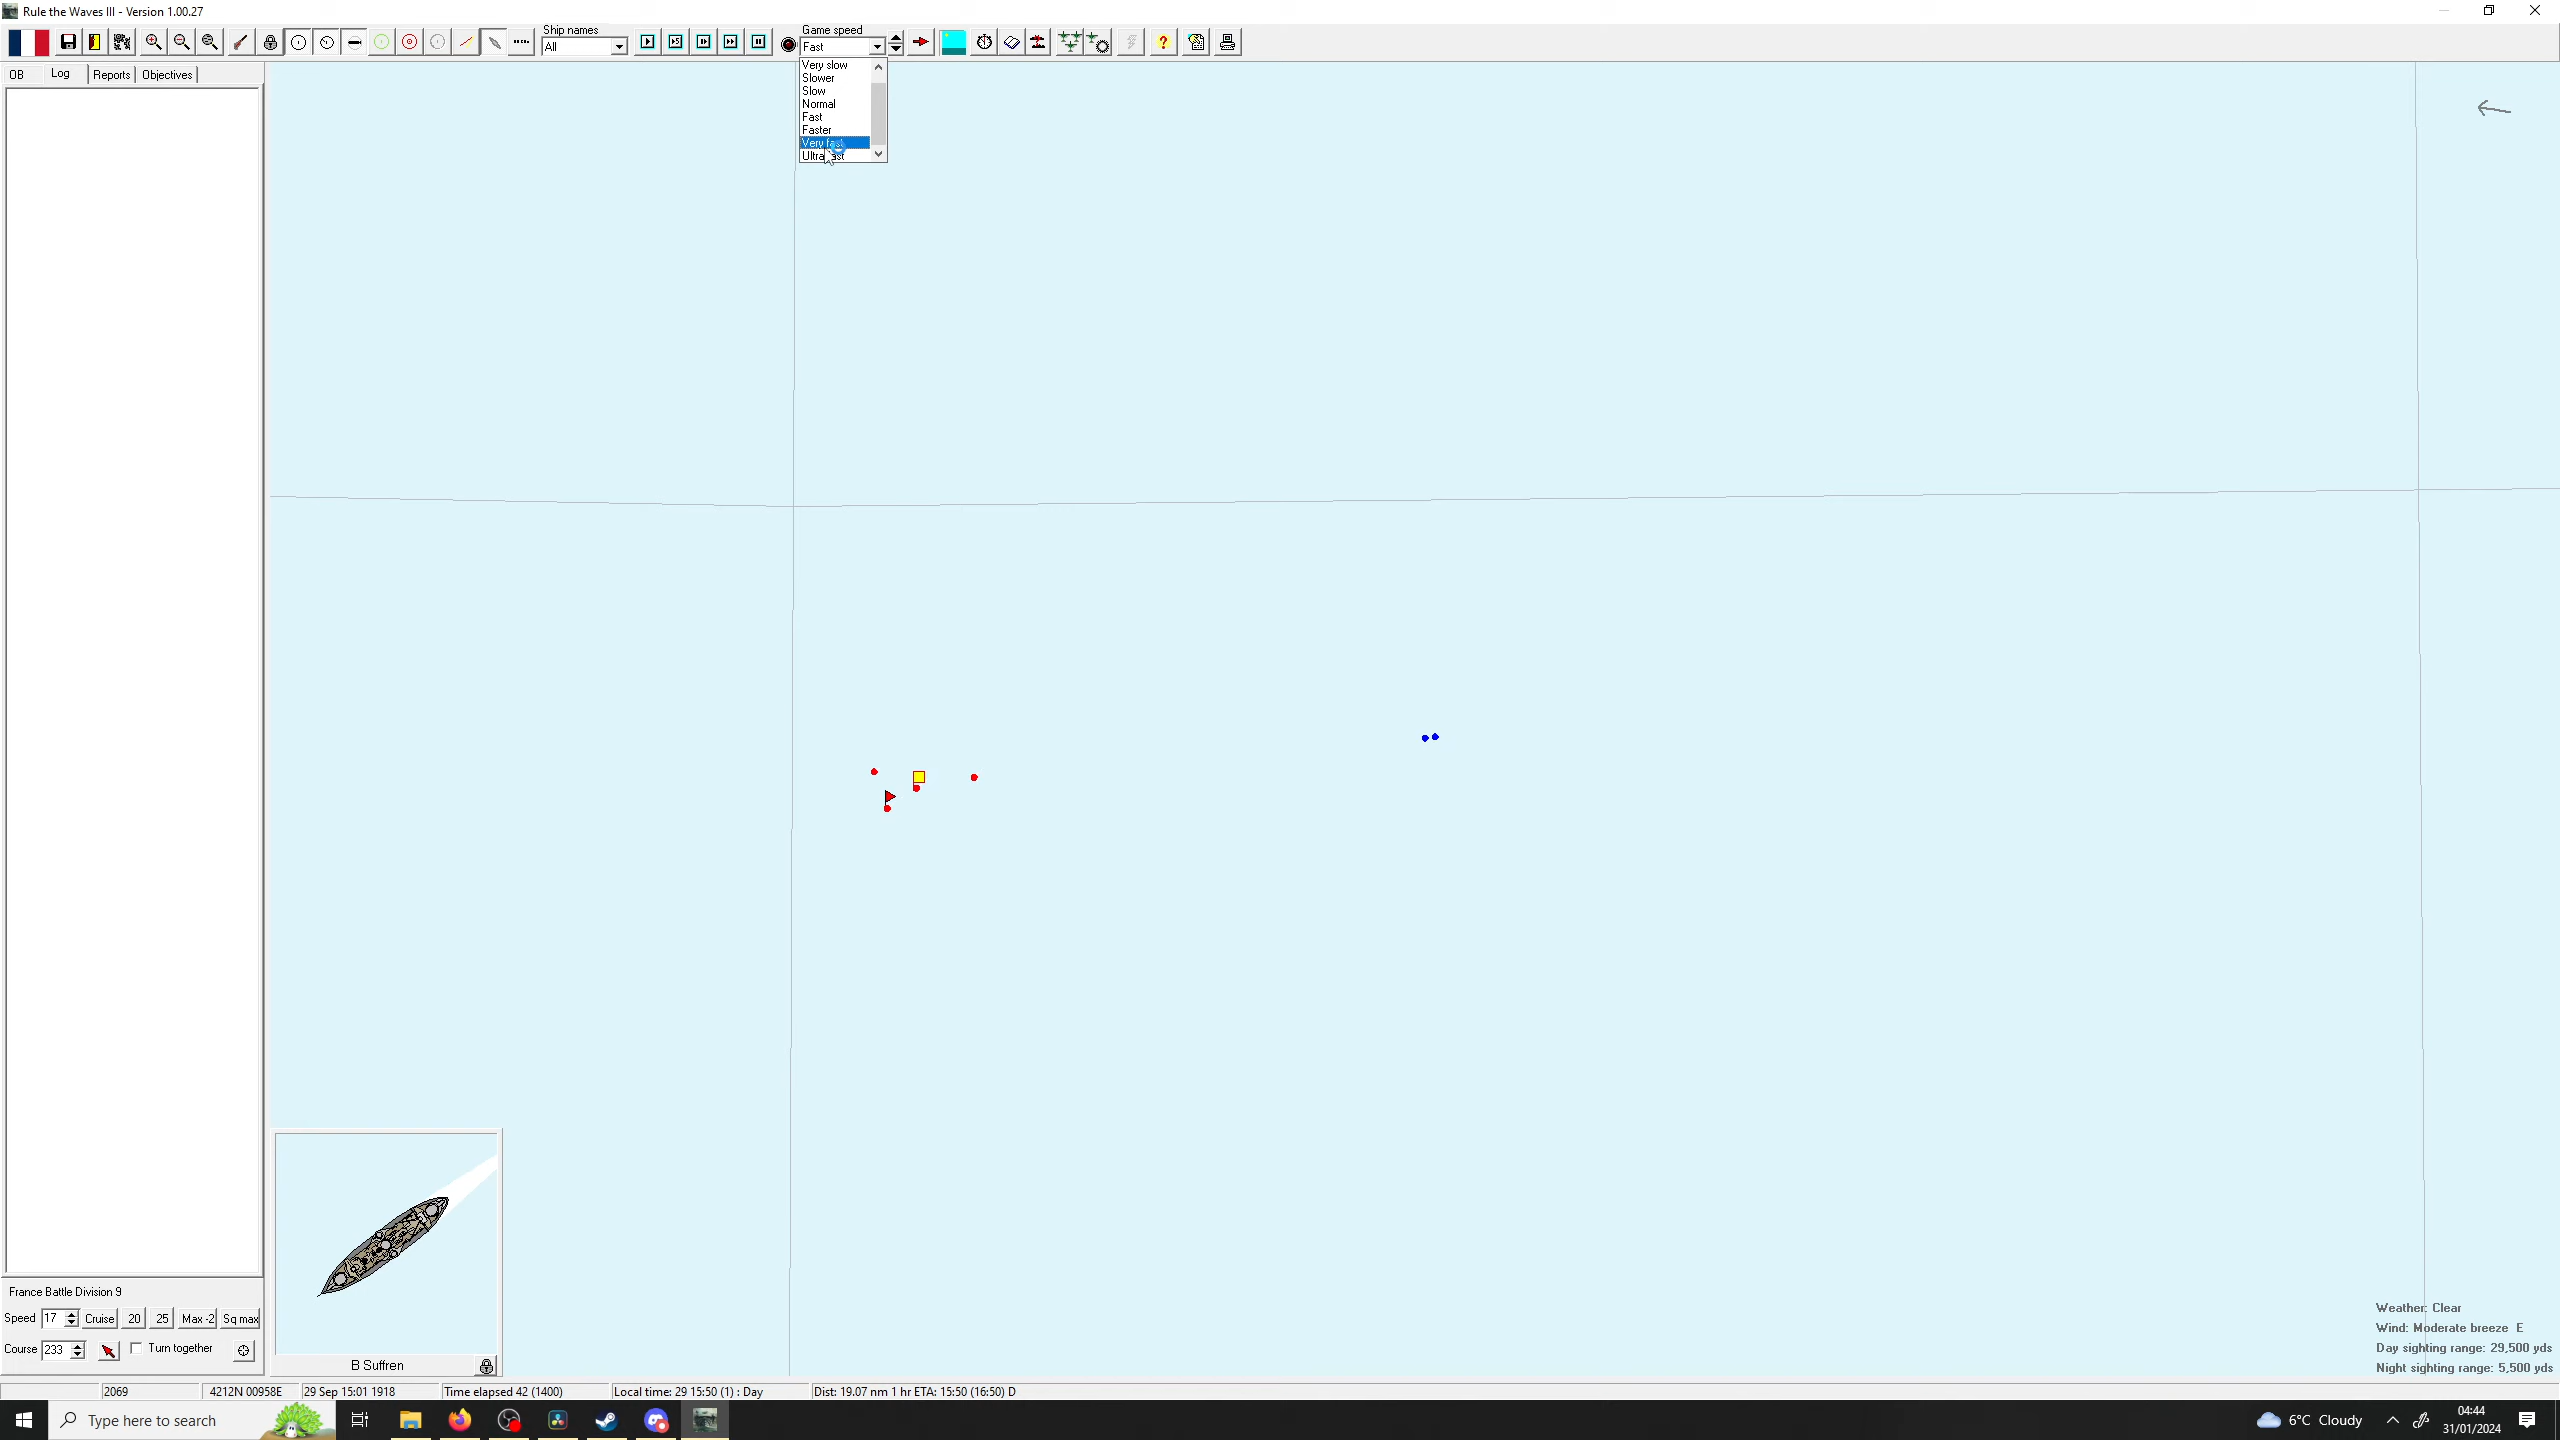 Rule the Waves III - Version 1.00.27
Ship names
All
Game speed
Fast
Very slow
Slower
Slow
Normal
Fast
Faster
Very fast
Ultra fast
OB
Log
Reports
Objectives
France Battle Division 9
Speed 17 Cruise 20 25 Max -2 Sq max
Course 233 Turn together
B Suffren
Weather: Clear
Wind: Moderate breeze E
Day sighting range: 29,500 yds
Night sighting range: 5,500 yds
2069 4212N 00958E 29 Sep 15:01 1918 Time elapsed 42 (1400) Local time: 29 15:50 (1) : Day Dist: 19.07 nm 1 hr ETA: 15:50 (16:50) D
Type here to search
6°C Cloudy
04:44
31/01/2024